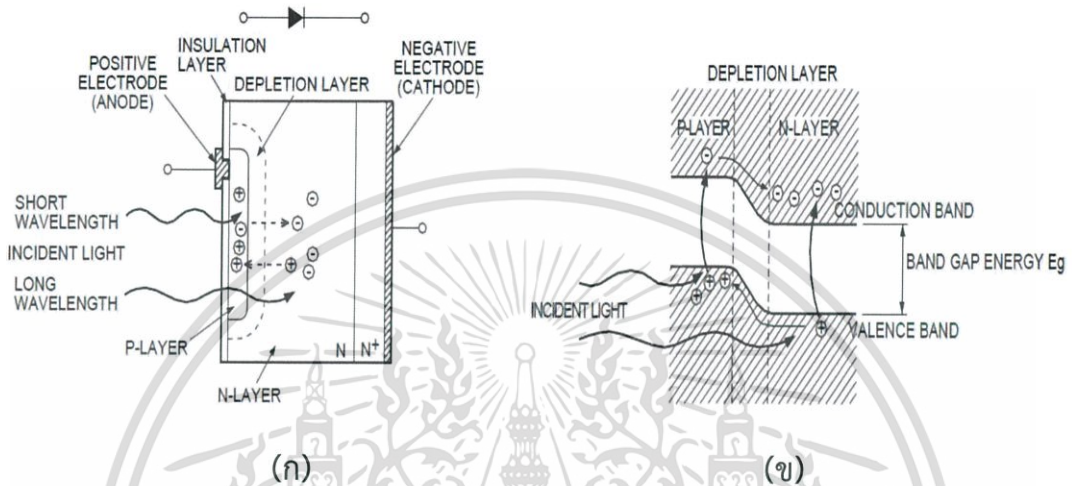 INSULATION
LAYER
POSITIVE
ELECTRODE
(ANODE)
DEPLETION LAYER
NEGATIVE
ELECTRODE
(CATHODE)
SHORT
WAVELENGTH
INCIDENT LIGHT
LONG
WAVELENGTH
P-LAYER
N-LAYER
N N⁺
(ก)
DEPLETION LAYER
P-LAYER
N-LAYER
CONDUCTION BAND
BAND GAP ENERGY Eg
INCIDENT LIGHT
VALENCE BAND
(ข)